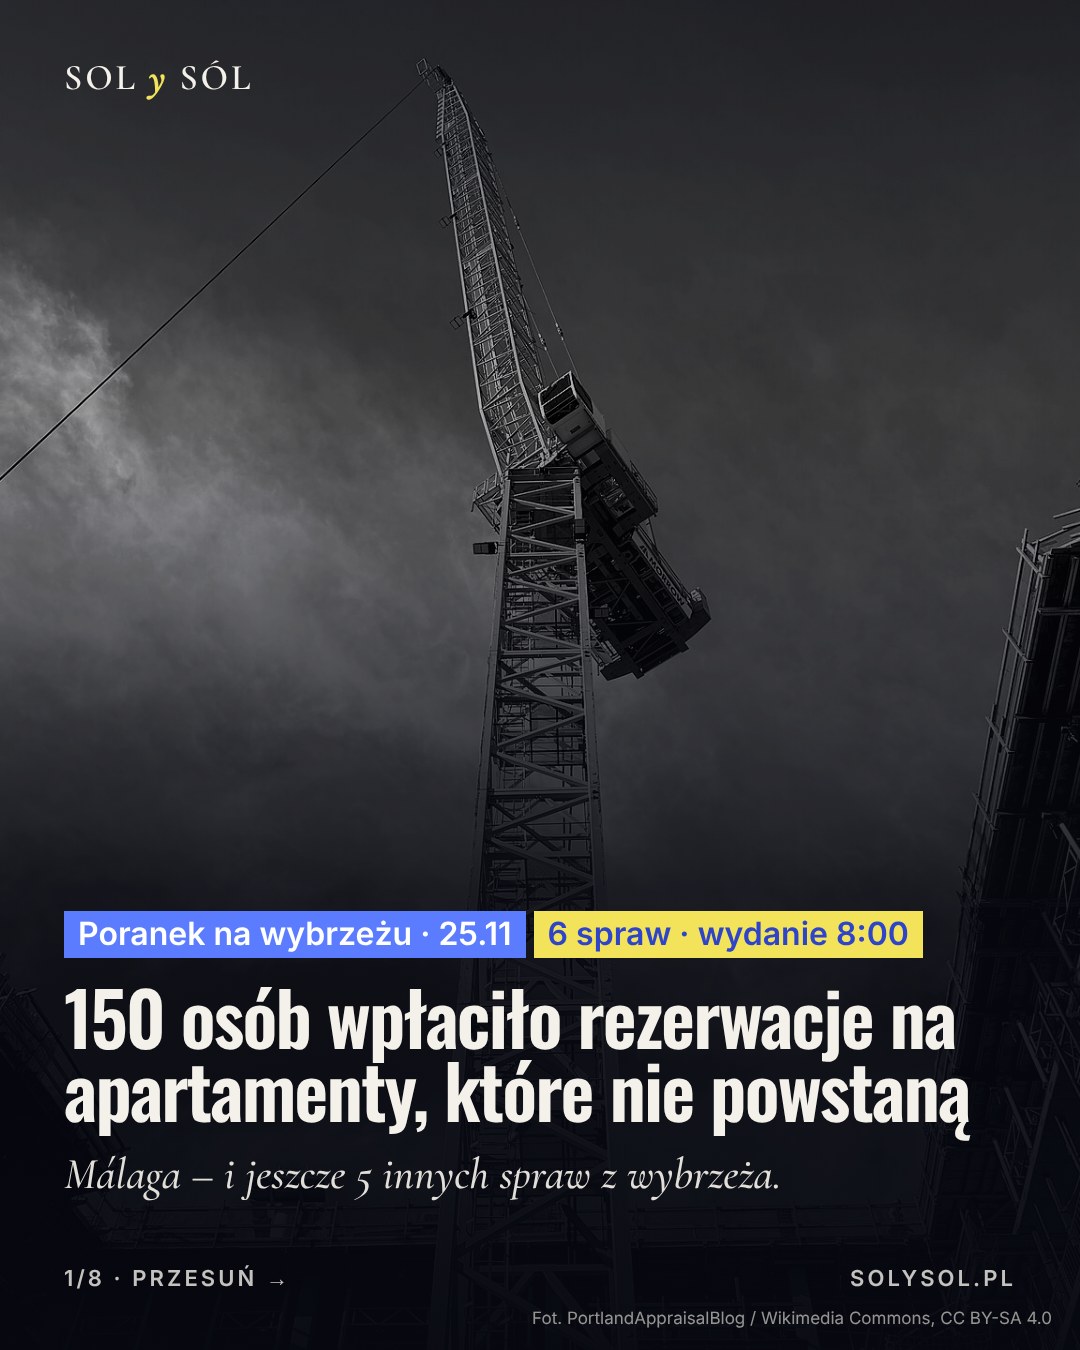 SOL y SÓL
Poranek na wybrzeżu · 25.11
6 spraw · wydanie 8:00
150 osób wpłaciło rezerwacje na
apartamenty, które nie powstaną
Málaga – i jeszcze 5 innych spraw z wybrzeża.
1/8 · PRZESUŃ →
SOLYSOL.PL
Fot. PortlandAppraisalBlog / Wikimedia Commons, CC BY-SA 4.0